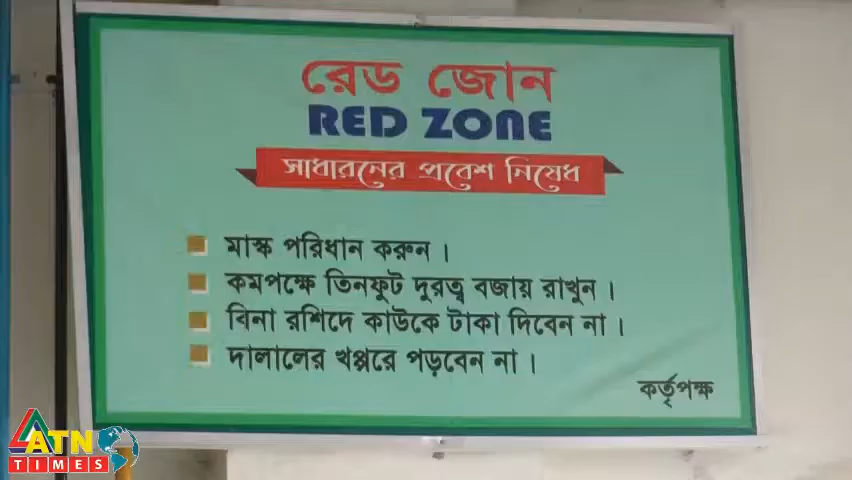 রেড জোন
RED ZONE
সাধারনের প্রবেশ নিষেধ
মাস্ক পরিধান করুন।
কমপক্ষে তিনফুট দুরত্ব বজায় রাখুন।
বিনা রশিদে কাউকে টাকা দিবেন না।
দালালের খপ্পরে পড়বেন না।
কর্তৃপক্ষ
ATN
TIMES